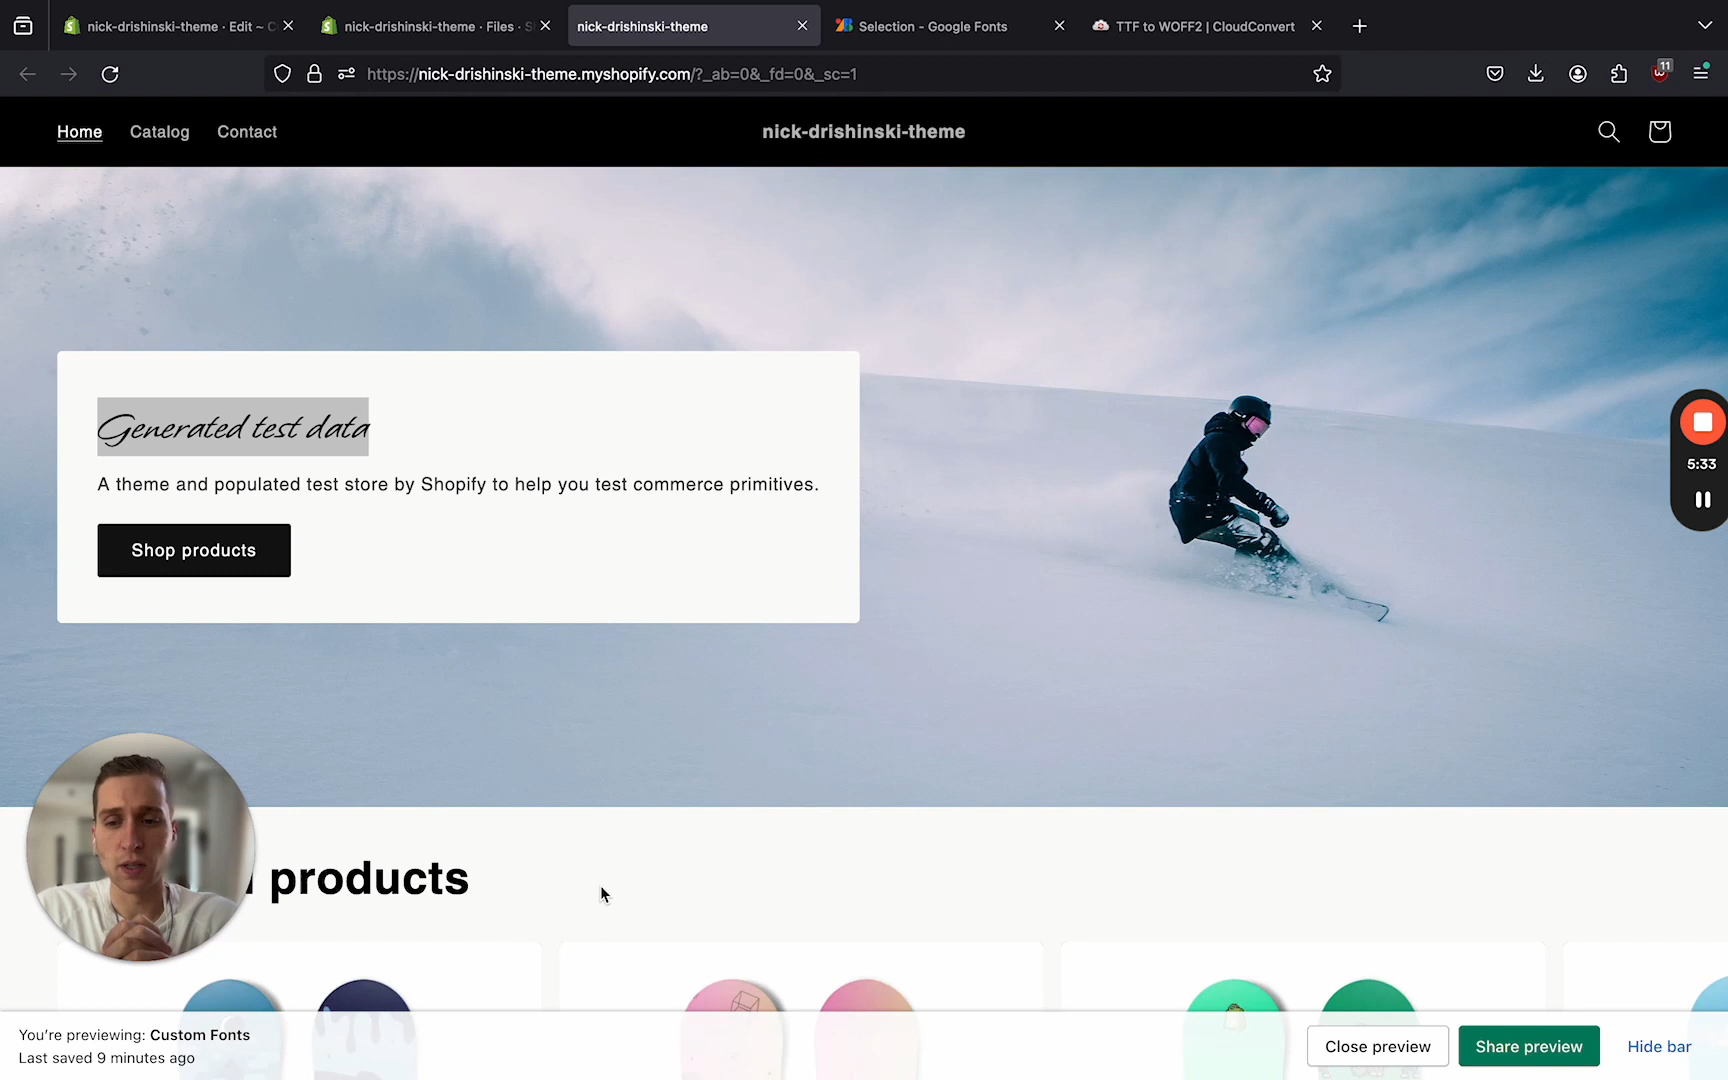 nick-drishinski-theme · Edit ~ C
nick-drishinski-theme · Files · S
nick-drishinski-theme
Selection - Google Fonts
TTF to WOFF2 | CloudConvert
https://nick-drishinski-theme.myshopify.com/?_ab=0&_fd=0&_sc=1
11
Home
Catalog
Contact
nick-drishinski-theme
Generated test data
A theme and populated test store by Shopify to help you test commerce primitives.
Shop products
5:33
products
You're previewing: Custom Fonts
Last saved 9 minutes ago
Close preview
Share preview
Hide bar